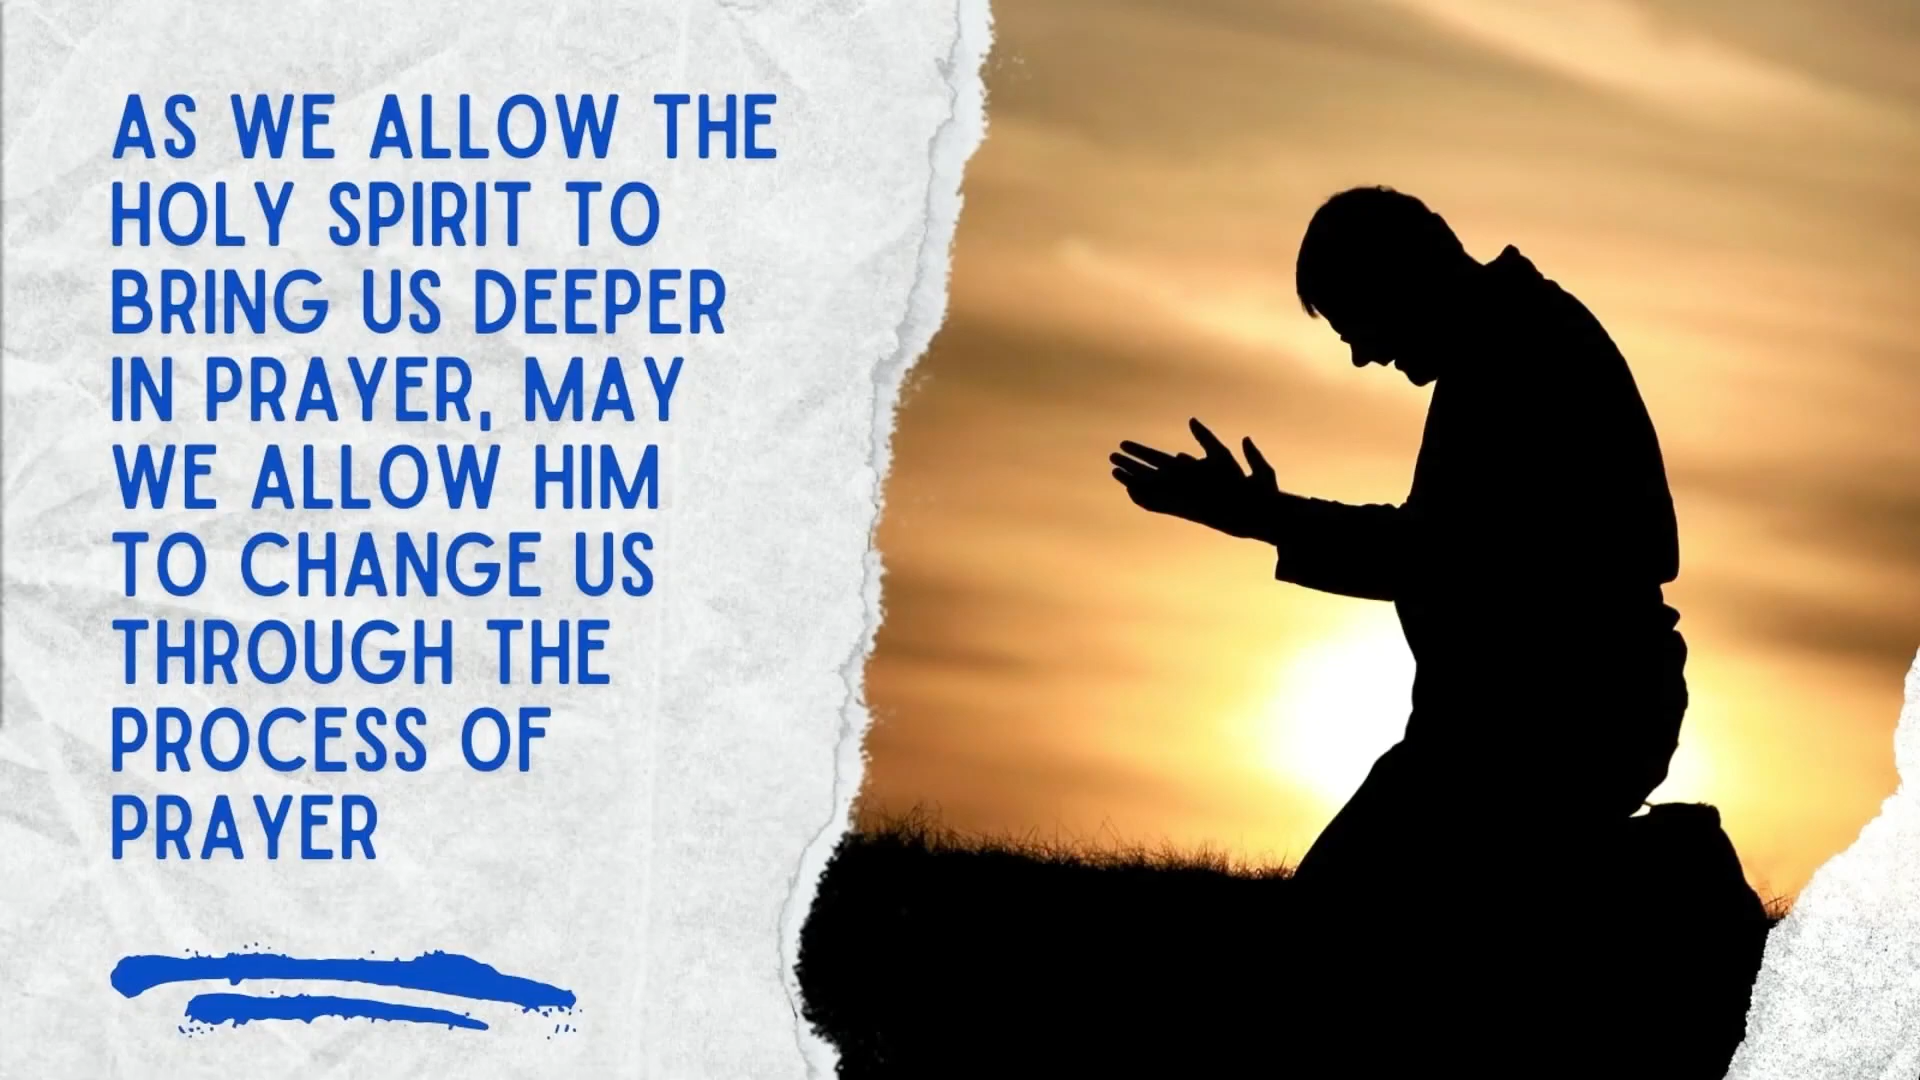 AS WE ALLOW THE
HOLY SPIRIT TO
BRING US DEEPER
IN PRAYER, MAY
WE ALLOW HIM
TO CHANGE US
THROUGH THE
PROCESS OF
PRAYER